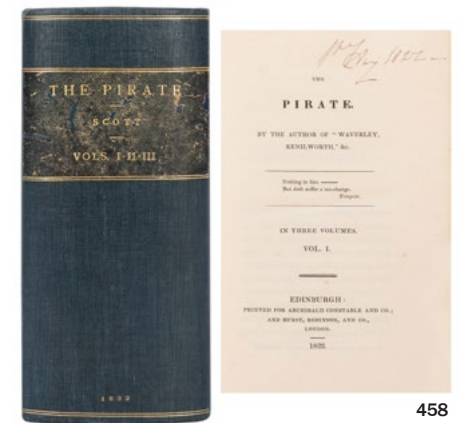 THE PIRATE
SCOTT
VOLS. I-II-III
1822
May 1822
THE
PIRATE.
BY THE AUTHOR OF "WAVERLEY,
KENILWORTH," &c.
Nothing in him ——
But doth suffer a sea-change.
Tempest.
IN THREE VOLUMES.
VOL. I.
EDINBURGH:
PRINTED FOR ARCHIBALD CONSTABLE AND CO.;
AND HURST, ROBINSON, AND CO.,
LONDON.
1822.
458